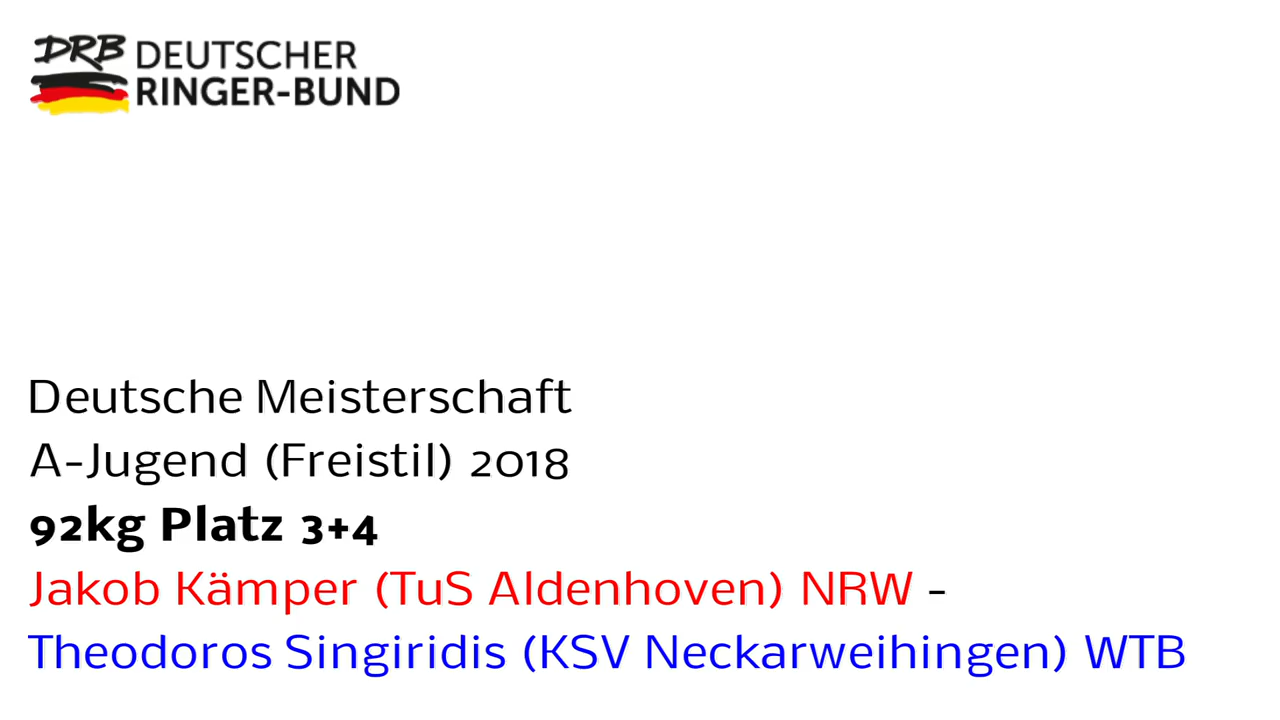 DRB DEUTSCHER
RINGER-BUND
Deutsche Meisterschaft
A-Jugend (Freistil) 2018
92kg Platz 3+4
Jakob Kämper (TuS Aldenhoven) NRW -
Theodoros Singiridis (KSV Neckarweihingen) WTB